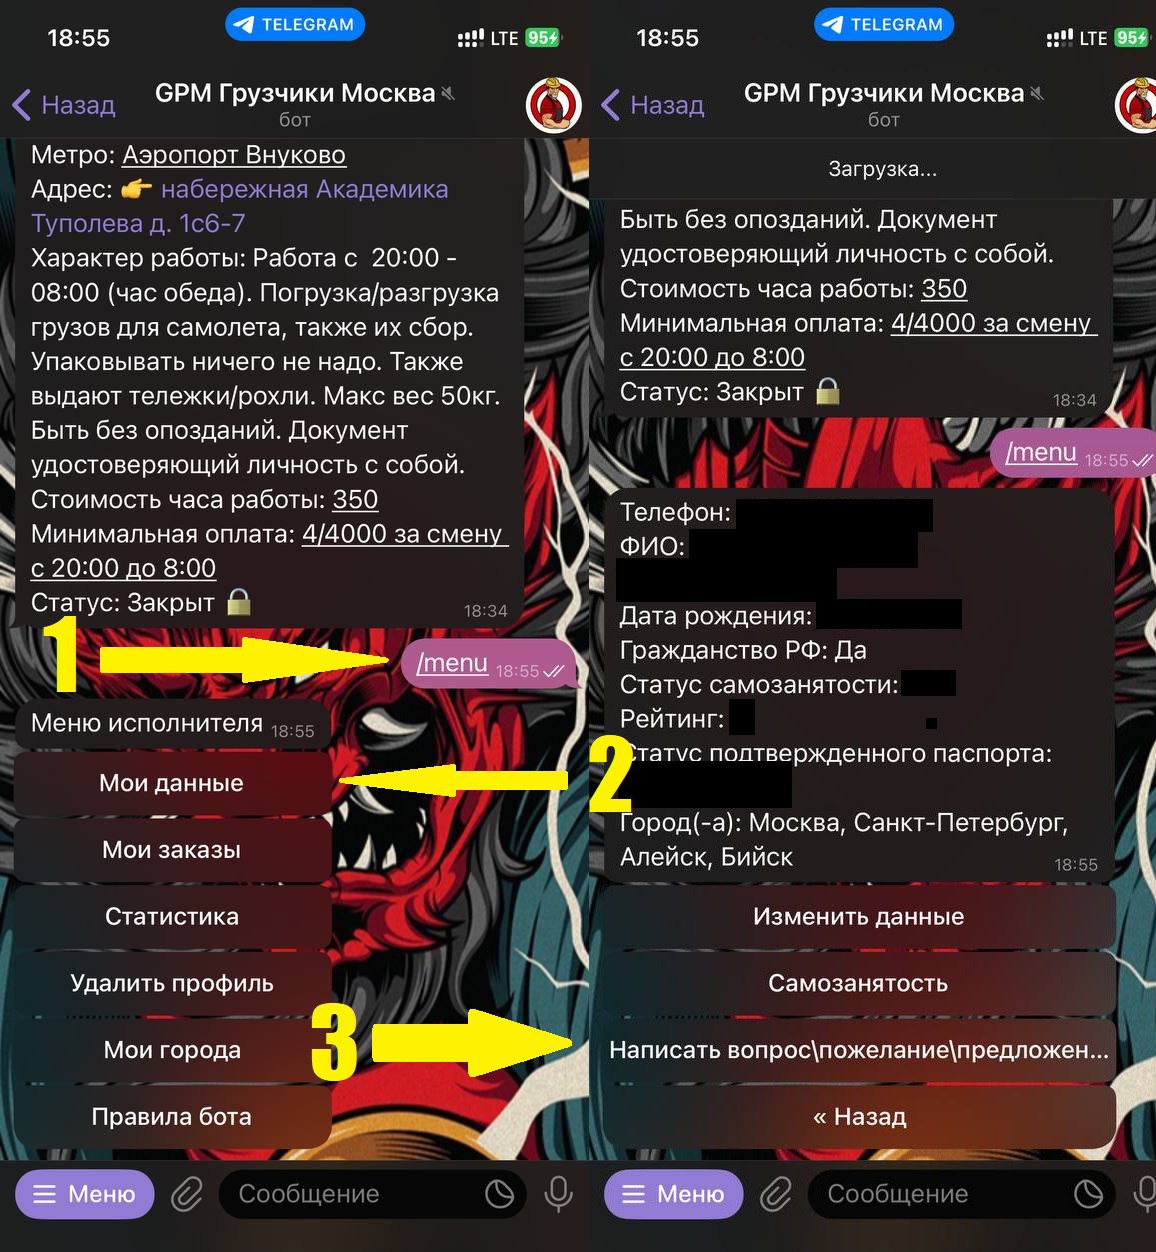 18:55
TELEGRAM
LTE 95
Назад
GPM Грузчики Москва
бот
Метро: Аэропорт Внуково
Адрес: 👉 набережная Академика
Туполева д. 1с6-7
Характер работы: Работа с 20:00 -
08:00 (час обеда). Погрузка/разгрузка
грузов для самолета, также их сбор.
Упаковывать ничего не надо. Также
выдают тележки/рохли. Макс вес 50кг.
Быть без опозданий. Документ
удостоверяющий личность с собой.
Стоимость часа работы: 350
Минимальная оплата: 4/4000 за смену
с 20:00 до 8:00
Статус: Закрыт 🔒
18:34
1
/menu 18:55
Меню исполнителя 18:55
Мои данные
Мои заказы
Статистика
Удалить профиль
Мои города
3
Правила бота
Меню
Сообщение
18:55
TELEGRAM
LTE 95
Назад
GPM Грузчики Москва
бот
Загрузка...
Быть без опозданий. Документ
удостоверяющий личность с собой.
Стоимость часа работы: 350
Минимальная оплата: 4/4000 за смену
с 20:00 до 8:00
Статус: Закрыт 🔒
18:34
/menu 18:55
Телефон:
ФИО:
Дата рождения:
Гражданство РФ: Да
Статус самозанятости:
Рейтинг:
2
Статус подтвержденного паспорта:
Город(-а): Москва, Санкт-Петербург,
Алейск, Бийск
18:55
Изменить данные
Самозанятость
Написать вопрос\пожелание\предложен...
« Назад
Меню
Сообщение